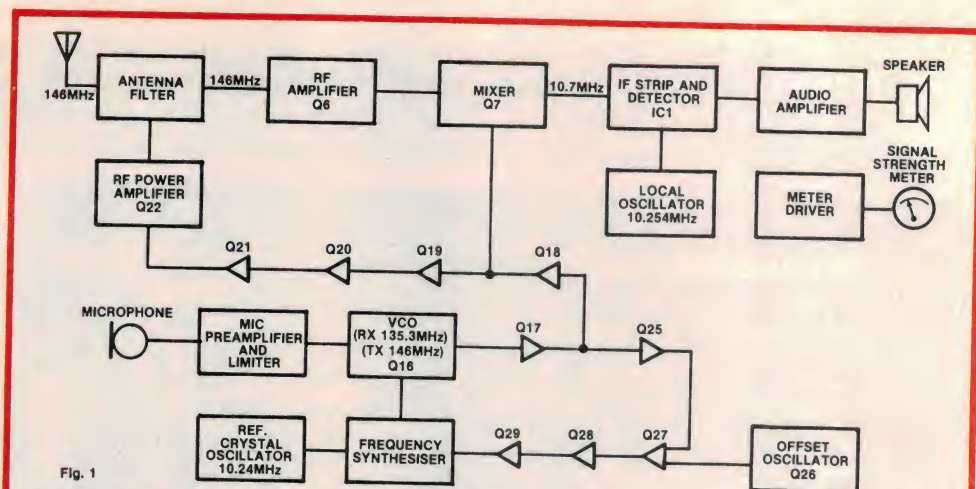 SPEAKER
146MHz
ANTENNA
FILTER
146MHz
RF
AMPLIFIER
Q6
MIXER
Q7
10.7MHz
IF STRIP AND
DETECTOR
IC1
AUDIO
AMPLIFIER
SIGNAL
STRENGTH
METER
RF POWER
AMPLIFIER
Q22
LOCAL
OSCILLATOR
10.254MHz
METER
DRIVER
Q21
Q20
Q19
Q18
MICROPHONE
MIC
PREAMPLIFIER
AND
LIMITER
VCO
(RX 135.3MHz)
(TX 146MHz)
Q16
Q17
Q25
REF.
CRYSTAL
OSCILLATOR
10.24MHz
FREQUENCY
SYNTHESISER
Q29
Q28
Q27
OFFSET
OSCILLATOR
Q26
Fig. 1